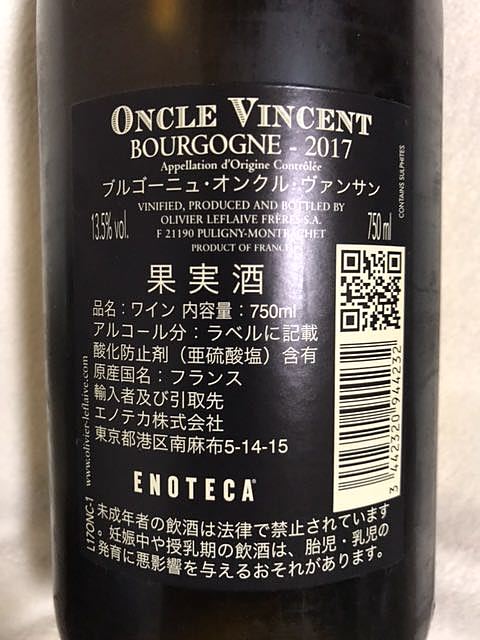 ONCLE VINCENT
BOURGOGNE - 2017
Appellation d'Origine Contrôlée
ブルゴーニュ・オンクル・ヴァンサン
VINIFIED, PRODUCED AND BOTTLED BY
OLIVIER LEFLAIVE FRÈRES S.A.
F 21190 PULIGNY-MONTRACHET
PRODUCT OF FRANCE
13.5% vol.
750 ml
CONTAINS SULPHITES
果実酒
品名：ワイン 内容量：750ml
アルコール分：ラベルに記載
酸化防止剤（亜硫酸塩）含有
原産国名：フランス
輸入者及び引取先
エノテカ株式会社
東京都港区南麻布5-14-15
ENOTECA
www.olivier-leflaive.com
L17ONC-1
3 442320 944232
未成年者の飲酒は法律で禁止されています
。妊娠中や授乳期の飲酒は、胎児・乳児の
発育に悪影響を与えるおそれがあります。